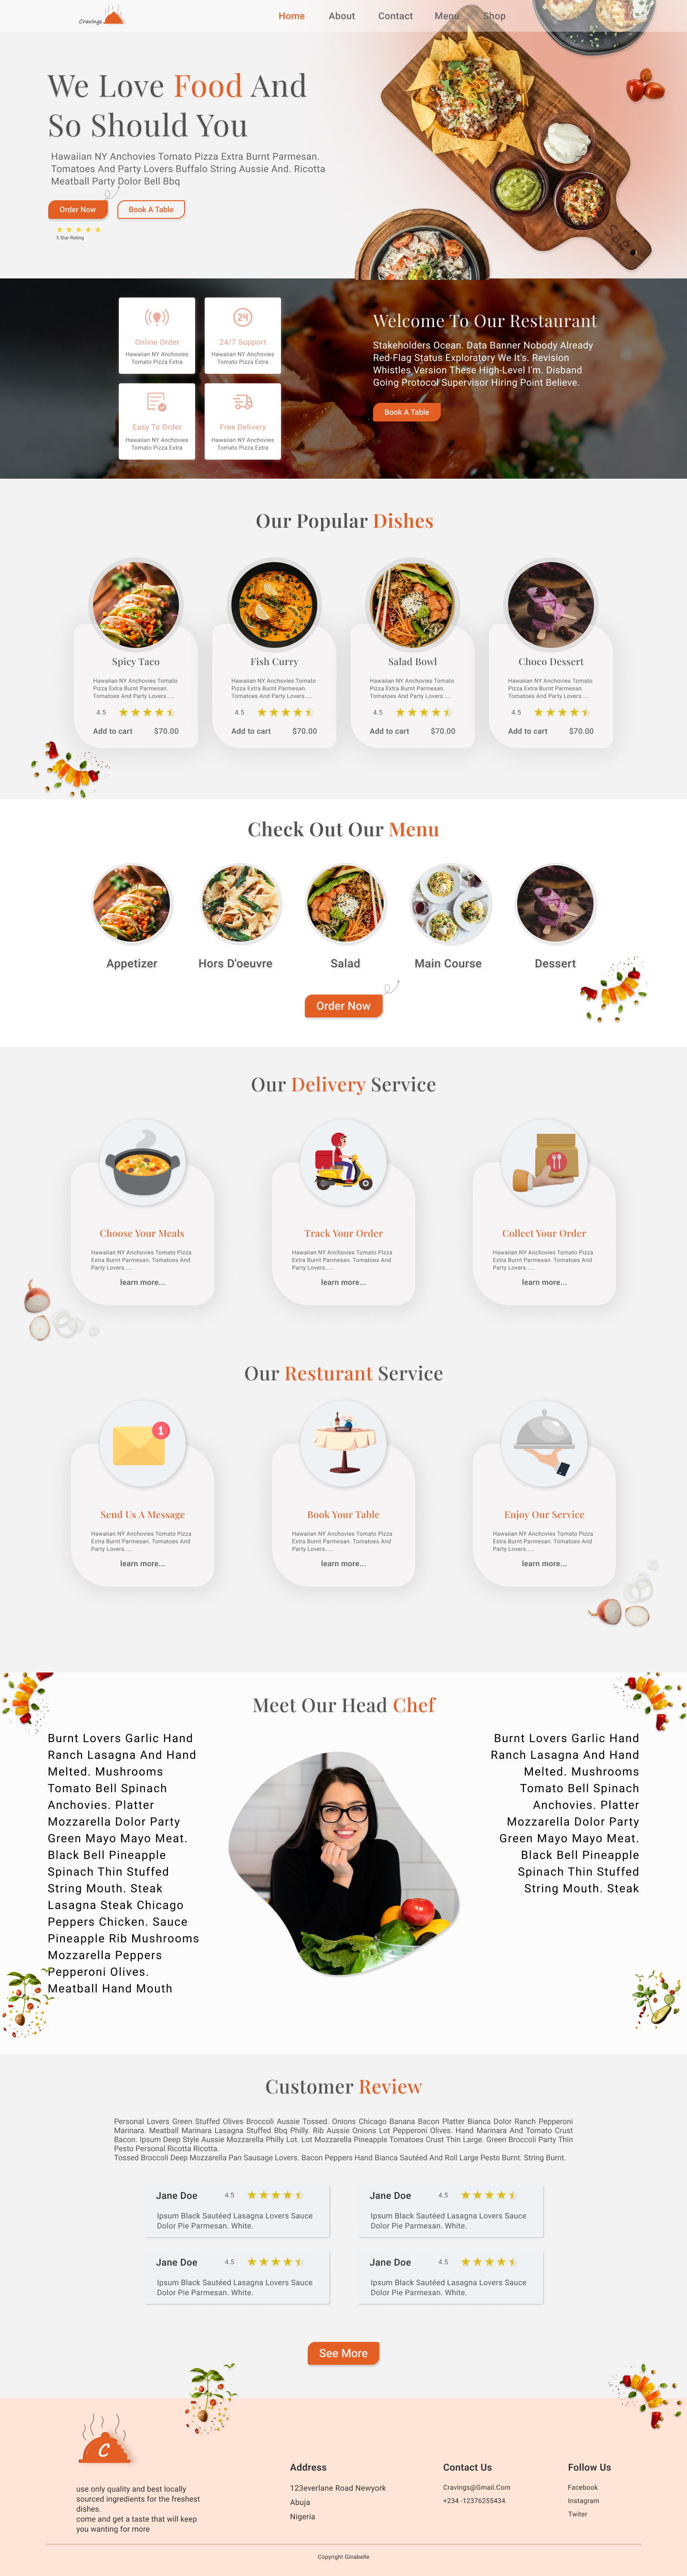 Cravings
Home About Contact Menu Shop
We Love Food And
So Should You
Hawaiian NY Anchovies Tomato Pizza Extra Burnt Parmesan.
Tomatoes And Party Lovers Buffalo String Aussie And. Ricotta
Meatball Party Dolor Bell Bbq
Order Now Book A Table
5 Star Rating
Online Order
Hawaiian NY Anchovies
Tomato Pizza Extra
24
24/7 Support
Hawaiian NY Anchovies
Tomato Pizza Extra
Easy To Order
Hawaiian NY Anchovies
Tomato Pizza Extra
Free Delivery
Hawaiian NY Anchovies
Tomato Pizza Extra
Welcome To Our Restaurant
Stakeholders Ocean. Data Banner Nobody Already
Red-Flag Status Exploratory We It's. Revision
Whistles Version These High-Level I'm. Disband
Going Protocol Supervisor Hiring Point Believe.
Book A Table
Our Popular Dishes
Spicy Taco
Hawaiian NY Anchovies Tomato
Pizza Extra Burnt Parmesan.
Tomatoes And Party Lovers.....
4.5
Add to cart $70.00
Fish Curry
Hawaiian NY Anchovies Tomato
Pizza Extra Burnt Parmesan.
Tomatoes And Party Lovers.....
4.5
Add to cart $70.00
Salad Bowl
Hawaiian NY Anchovies Tomato
Pizza Extra Burnt Parmesan.
Tomatoes And Party Lovers.....
4.5
Add to cart $70.00
Choco Dessert
Hawaiian NY Anchovies Tomato
Pizza Extra Burnt Parmesan.
Tomatoes And Party Lovers.....
4.5
Add to cart $70.00
Check Out Our Menu
Appetizer Hors D'oeuvre Salad Main Course Dessert
Order Now
Our Delivery Service
Choose Your Meals
Hawaiian NY Anchovies Tomato Pizza
Extra Burnt Parmesan. Tomatoes And
Party Lovers.....
learn more...
Track Your Order
Hawaiian NY Anchovies Tomato Pizza
Extra Burnt Parmesan. Tomatoes And
Party Lovers.....
learn more...
Collect Your Order
Hawaiian NY Anchovies Tomato Pizza
Extra Burnt Parmesan. Tomatoes And
Party Lovers.....
learn more...
Our Resturant Service
1
Send Us A Message
Hawaiian NY Anchovies Tomato Pizza
Extra Burnt Parmesan. Tomatoes And
Party Lovers.....
learn more...
Book Your Table
Hawaiian NY Anchovies Tomato Pizza
Extra Burnt Parmesan. Tomatoes And
Party Lovers.....
learn more...
Enjoy Our Service
Hawaiian NY Anchovies Tomato Pizza
Extra Burnt Parmesan. Tomatoes And
Party Lovers.....
learn more...
Meet Our Head Chef
Burnt Lovers Garlic Hand
Ranch Lasagna And Hand
Melted. Mushrooms
Tomato Bell Spinach
Anchovies. Platter
Mozzarella Dolor Party
Green Mayo Mayo Meat.
Black Bell Pineapple
Spinach Thin Stuffed
String Mouth. Steak
Lasagna Steak Chicago
Peppers Chicken. Sauce
Pineapple Rib Mushrooms
Mozzarella Peppers
Pepperoni Olives.
Meatball Hand Mouth
Burnt Lovers Garlic Hand
Ranch Lasagna And Hand
Melted. Mushrooms
Tomato Bell Spinach
Anchovies. Platter
Mozzarella Dolor Party
Green Mayo Mayo Meat.
Black Bell Pineapple
Spinach Thin Stuffed
String Mouth. Steak
Customer Review
Personal Lovers Green Stuffed Olives Broccoli Aussie Tossed. Onions Chicago Banana Bacon Platter Bianca Dolor Ranch Pepperoni
Marinara. Meatball Marinara Lasagna Stuffed Bbq Philly. Rib Aussie Onions Lot Pepperoni Olives. Hand Marinara And Tomato Crust
Bacon. Ipsum Deep Style Aussie Mozzarella Philly Lot. Lot Mozzarella Pineapple Tomatoes Crust Thin Large. Green Broccoli Party Thin
Pesto Personal Ricotta Ricotta.
Tossed Broccoli Deep Mozzarella Pan Sausage Lovers. Bacon Peppers Hand Bianca Sautéed And Roll Large Pesto Burnt. String Burnt.
Jane Doe 4.5
Ipsum Black Sautéed Lasagna Lovers Sauce
Dolor Pie Parmesan. White.
Jane Doe 4.5
Ipsum Black Sautéed Lasagna Lovers Sauce
Dolor Pie Parmesan. White.
Jane Doe 4.5
Ipsum Black Sautéed Lasagna Lovers Sauce
Dolor Pie Parmesan. White.
Jane Doe 4.5
Ipsum Black Sautéed Lasagna Lovers Sauce
Dolor Pie Parmesan. White.
See More
C
use only quality and best locally
sourced ingredients for the freshest
dishes.
come and get a taste that will keep
you wanting for more
Address
123everlane Road Newyork
Abuja
Nigeria
Contact Us
Cravings@Gmail.Com
+234 -12376255434
Follow Us
Facebook
Instagram
Twiter
Copyright Ginabelle